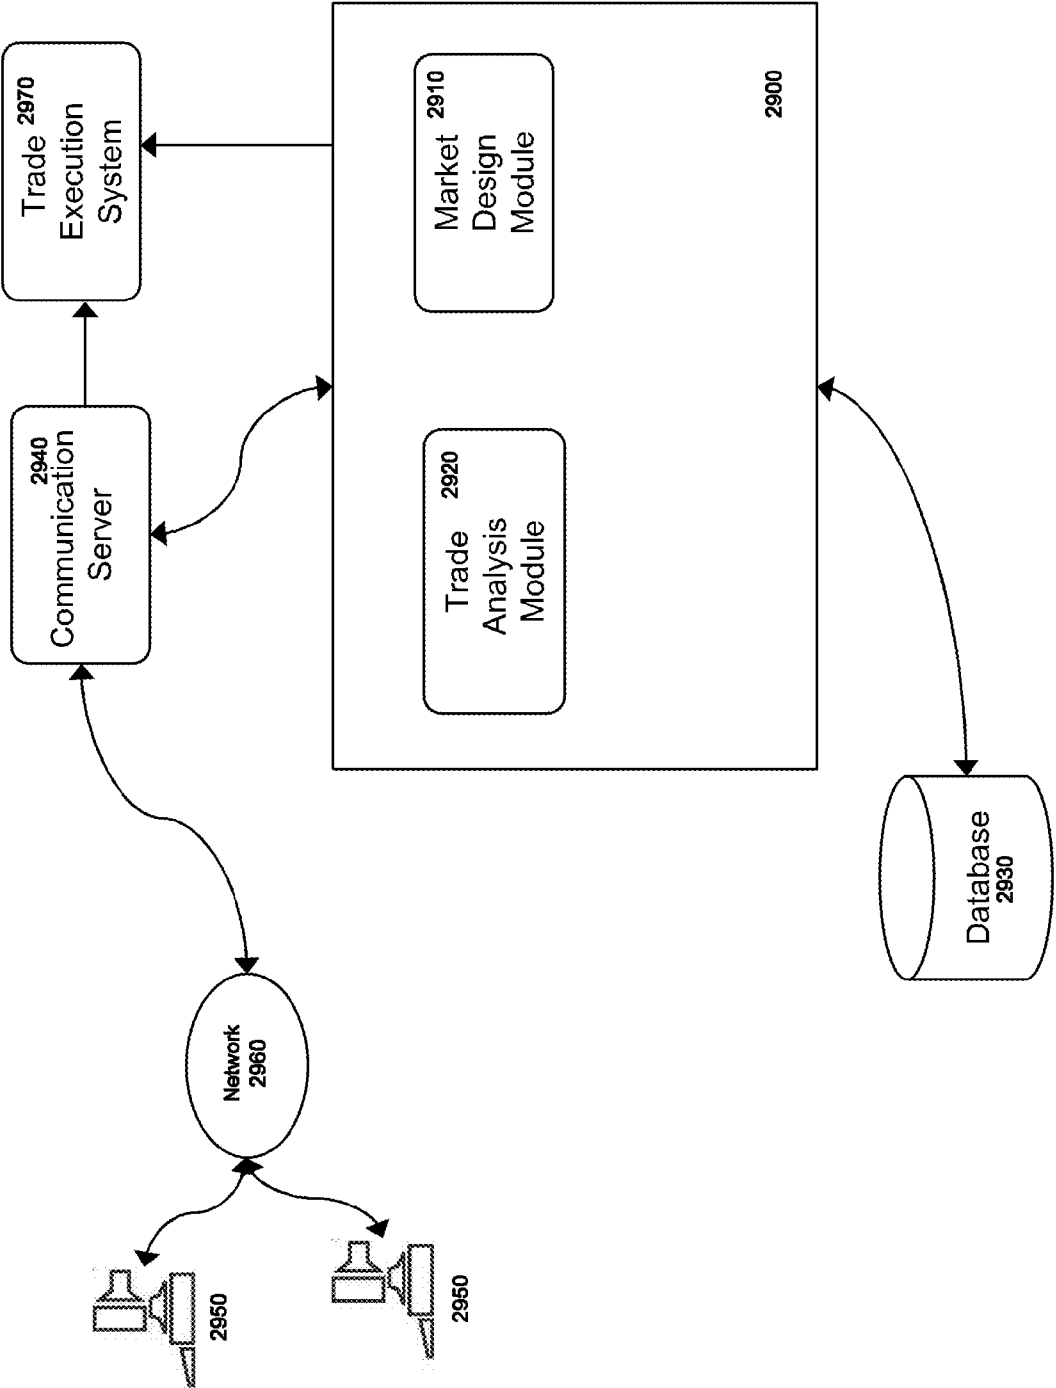 2950
2950
Network
2960
2940
Communication
Server
2970
Trade
Execution
System
2920
Trade
Analysis
Module
2910
Market
Design
Module
2900
Database
2930